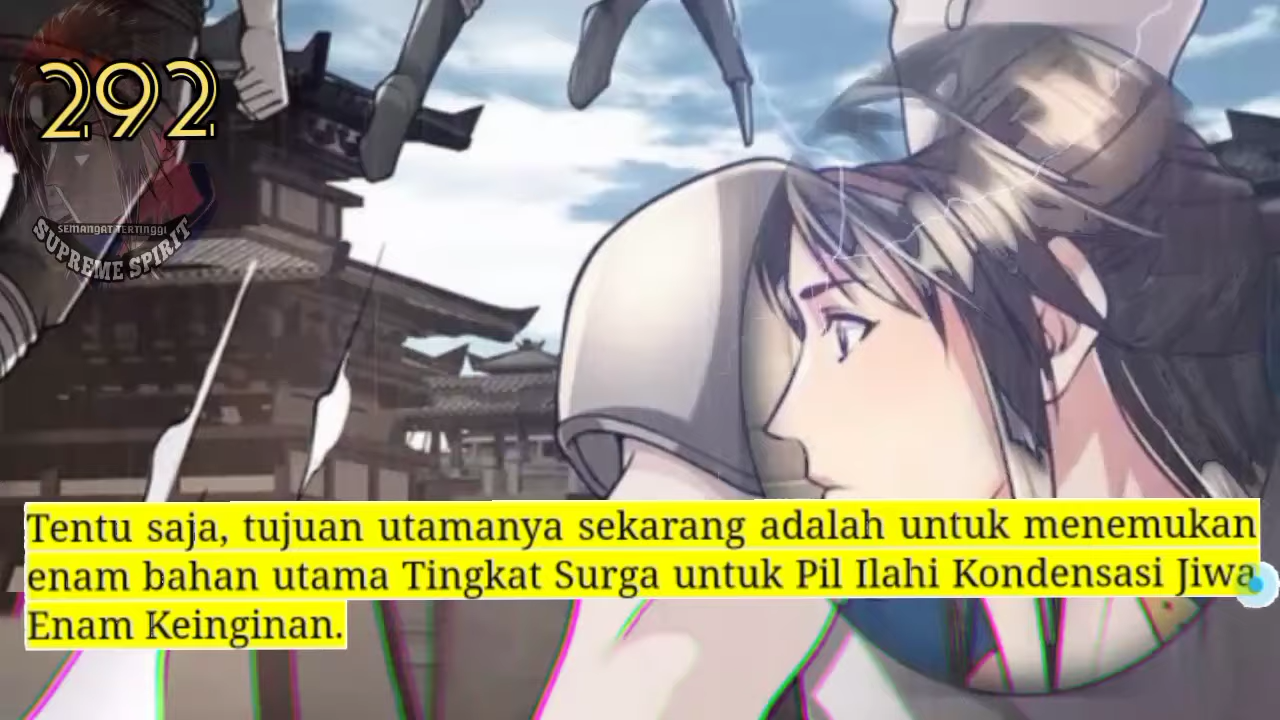 292
SEMANGAT TERTINGGI
SUPREME SPIRIT
Tentu saja, tujuan utamanya sekarang adalah untuk menemukan
enam bahan utama Tingkat Surga untuk Pil Ilahi Kondensasi Jiwa
Enam Keinginan.